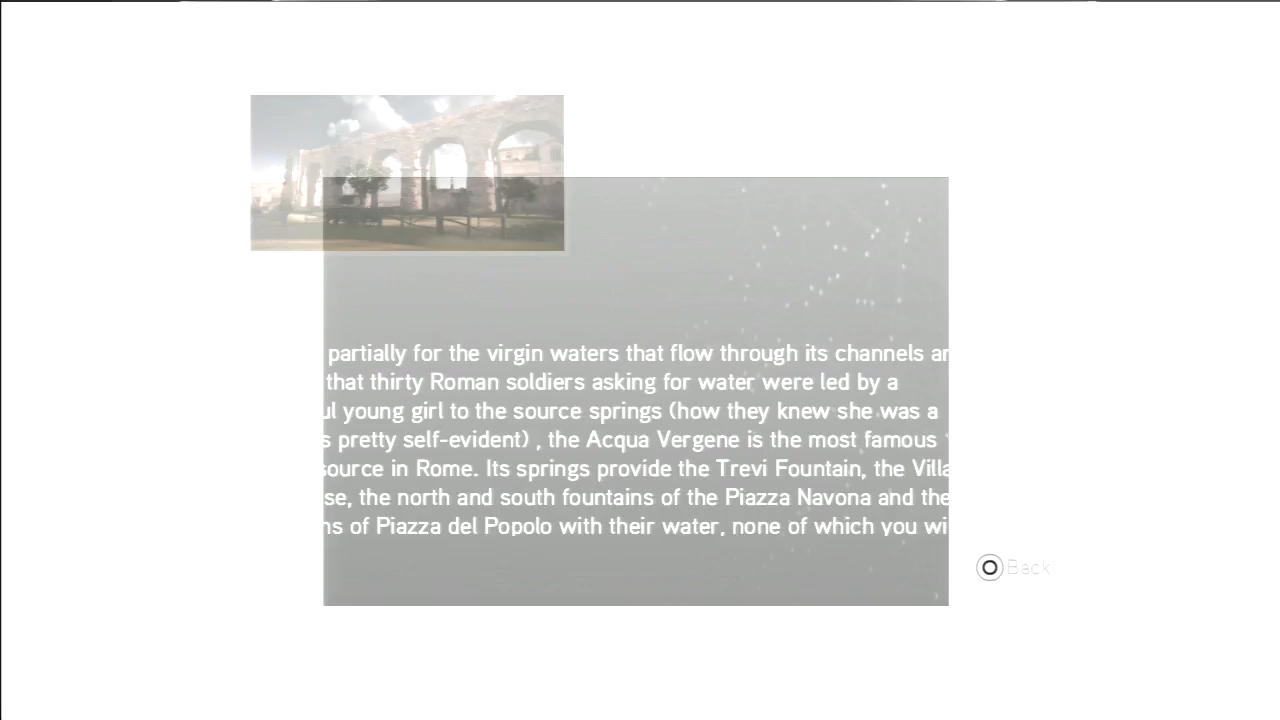 partially for the virgin waters that flow through its channels
that thirty Roman soldiers asking for water were led by a
young girl to the source springs (how they knew she was a
pretty self-evident) , the Acqua Vergene is the most famous
source in Rome. Its springs provide the Trevi Fountain, the Villa
the north and south fountains of the Piazza Navona and the
of Piazza del Popolo with their water, none of which you
Back